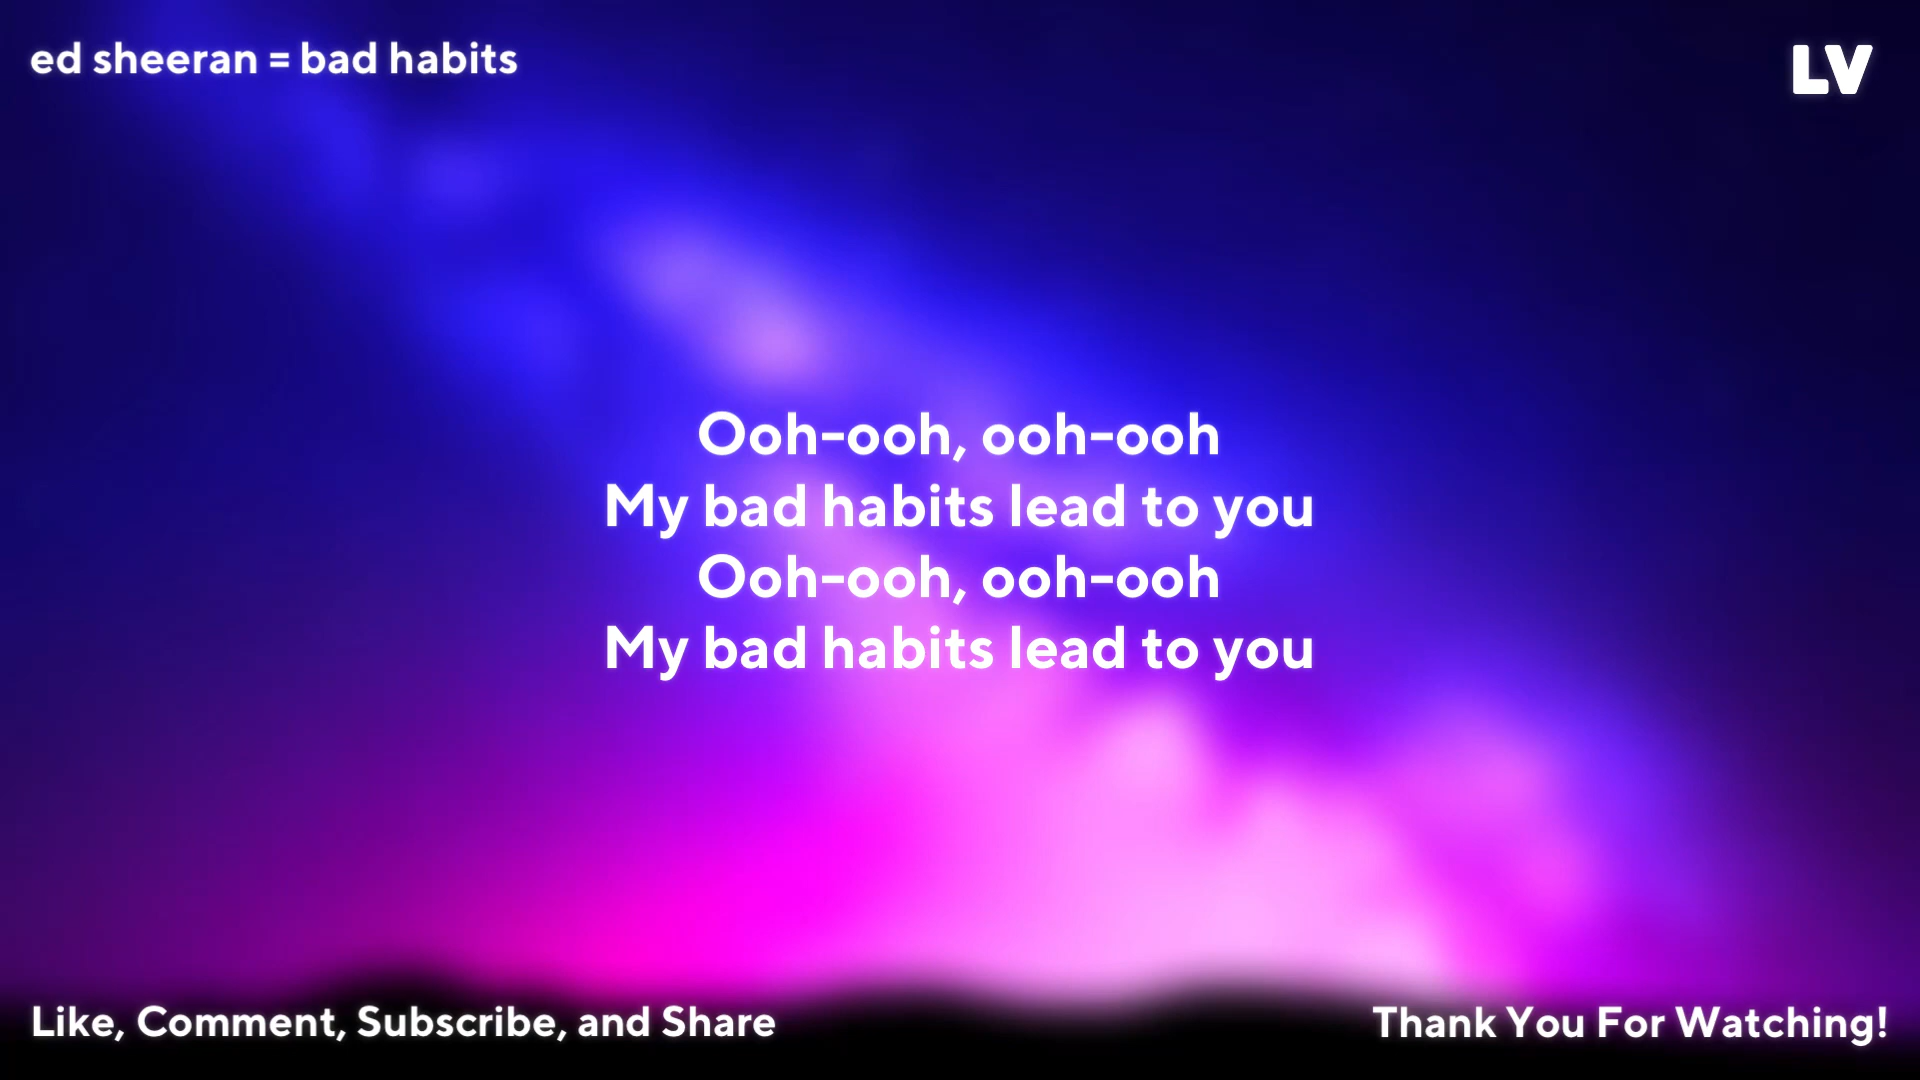 ed sheeran = bad habits
LV
Ooh-ooh, ooh-ooh
My bad habits lead to you
Ooh-ooh, ooh-ooh
My bad habits lead to you
Like, Comment, Subscribe, and Share
Thank You For Watching!